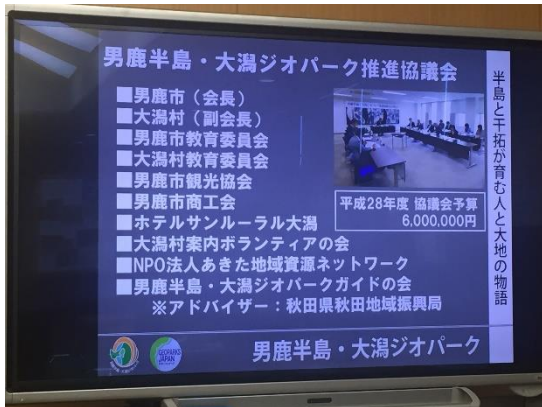 男鹿半島・大潟ジオパーク推進協議会
■男鹿市（会長）
■大潟村（副会長）
■男鹿市教育委員会
■大潟村教育委員会
■男鹿市観光協会
■男鹿市商工会
■ホテルサンルーラル大潟
■大潟村案内ボランティアの会
■NPO法人あきた地域資源ネットワーク
■男鹿半島・大潟ジオパークガイドの会
※アドバイザー：秋田県秋田地域振興局
平成28年度 協議会予算
6,000,000円
半島と干拓が育む人と大地の物語
GEOPARKS
JAPAN
男鹿半島・大潟ジオパーク